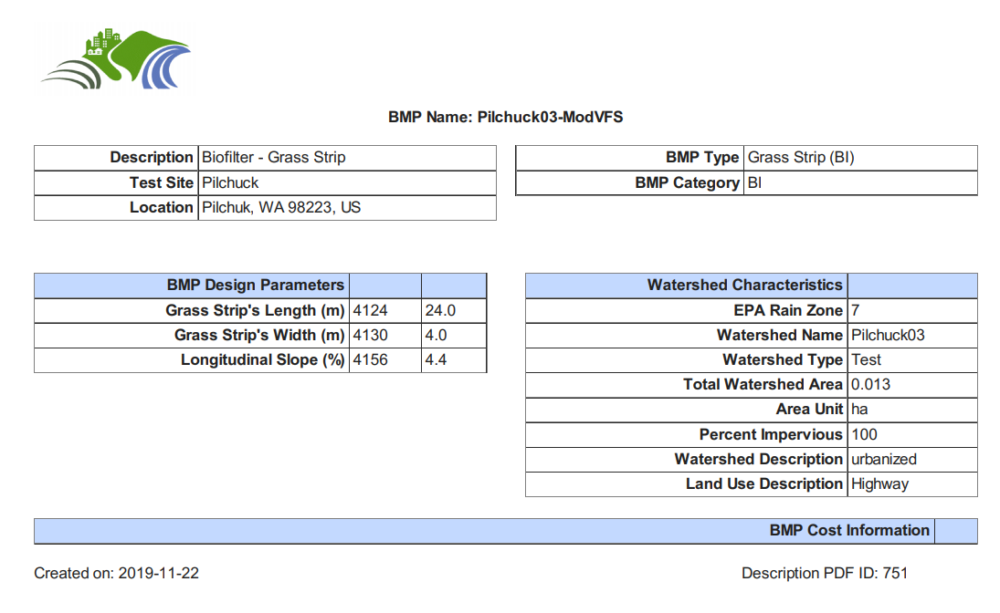 BMP Name: Pilchuck03-ModVFS
Description Biofilter - Grass Strip
Test Site Pilchuck
Location Pilchuk, WA 98223, US
BMP Type Grass Strip (BI)
BMP Category BI
BMP Design Parameters
Grass Strip's Length (m) 4124 24.0
Grass Strip's Width (m) 4130 4.0
Longitudinal Slope (%) 4156 4.4
Watershed Characteristics
EPA Rain Zone 7
Watershed Name Pilchuck03
Watershed Type Test
Total Watershed Area 0.013
Area Unit ha
Percent Impervious 100
Watershed Description urbanized
Land Use Description Highway
BMP Cost Information
Created on: 2019-11-22
Description PDF ID: 751